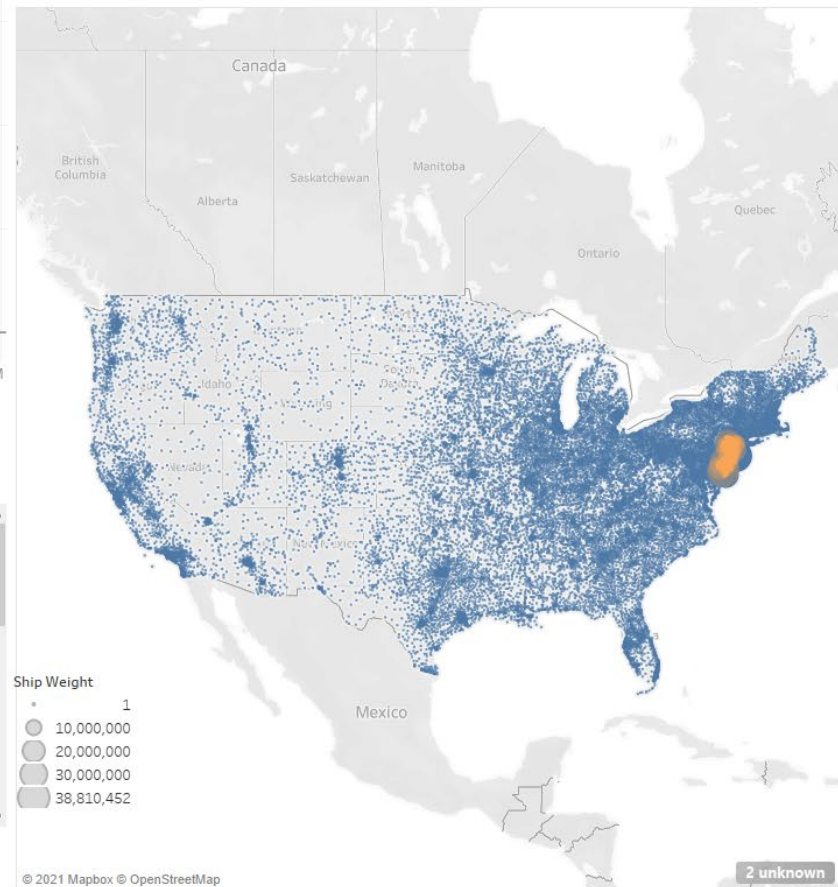 Canada
British
Columbia
Alberta
Saskatchewan
Manitoba
Ontario
Quebec
Idaho
Mexico
Ship Weight
1
10,000,000
20,000,000
30,000,000
38,810,452
© 2021 Mapbox © OpenStreetMap
2 unknown